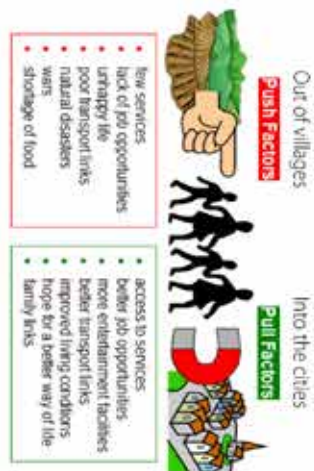 Out of villages
Push Factors
few services
lack of job opportunities
unhappy life
poor transport links
natural disasters
wars
shortage of food
Into the cities
Pull Factors
access to services
better job opportunities
more entertainment facilities
better transport links
improved living conditions
hope for a better way of life
family links